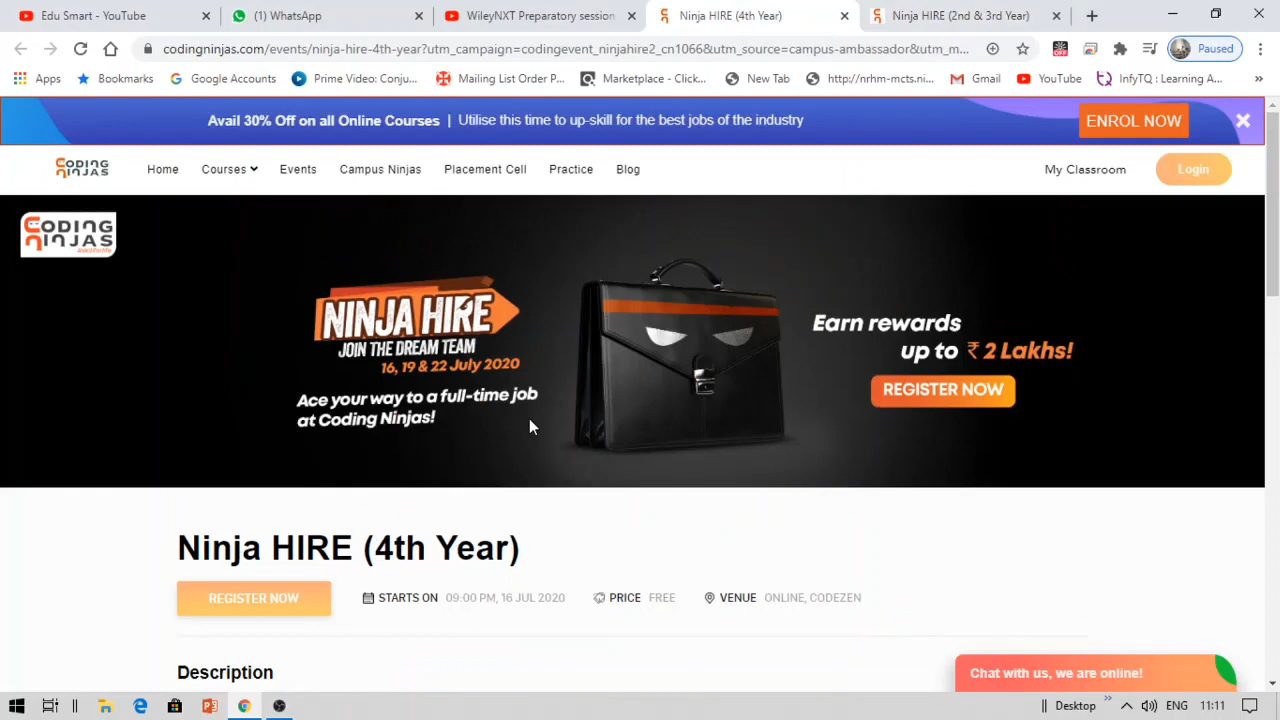 Edu Smart - YouTube
(1) WhatsApp
WileyNXT Preparatory session
Ninja HIRE (4th Year)
Ninja HIRE (2nd & 3rd Year)
codingninjas.com/events/ninja-hire-4th-year?utm_campaign=codingevent_ninjahire2_cn1066&utm_source=campus-ambassador&utm_m...
OFF
Paused
Apps
Bookmarks
Google Accounts
Prime Video: Conju...
Mailing List Order P...
Marketplace - Click...
New Tab
http://nrhm-mcts.ni...
Gmail
YouTube
InfyTQ : Learning A...
»
Avail 30% Off on all Online Courses | Utilise this time to up-skill for the best jobs of the industry
ENROL NOW
CODING NINJAS
Home
Courses
Events
Campus Ninjas
Placement Cell
Practice
Blog
My Classroom
Login
CODING NINJAS
NINJA HIRE
JOIN THE DREAM TEAM
16, 19 & 22 July 2020
Ace your way to a full-time job
at Coding Ninjas!
Earn rewards
up to ₹ 2 Lakhs!
REGISTER NOW
Ninja HIRE (4th Year)
REGISTER NOW
STARTS ON 09:00 PM, 16 JUL 2020
PRICE FREE
VENUE ONLINE, CODEZEN
Description
Chat with us, we are online!
Desktop
»
ENG
11:11